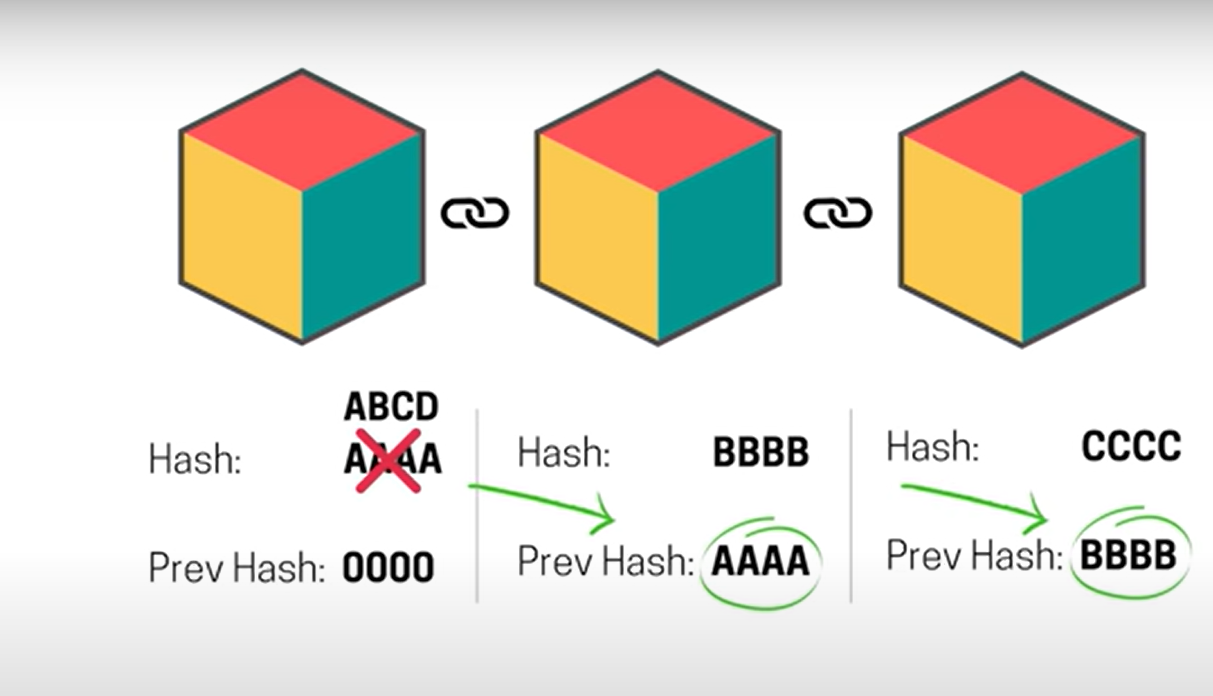 ABCD
Hash: AAAA
Prev Hash: 0000
Hash: BBBB
Prev Hash: AAAA
Hash: CCCC
Prev Hash: BBBB